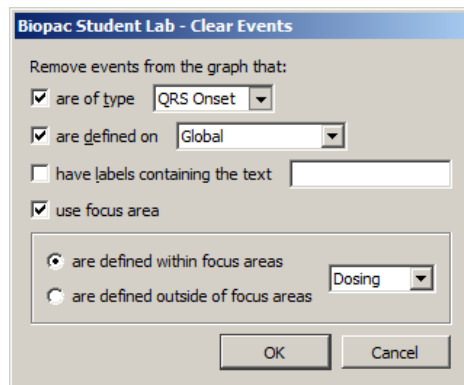 Biopac Student Lab - Clear Events
Remove events from the graph that:
are of type QRS Onset
are defined on Global
have labels containing the text
use focus area
are defined within focus areas
Dosing
are defined outside of focus areas
OK Cancel